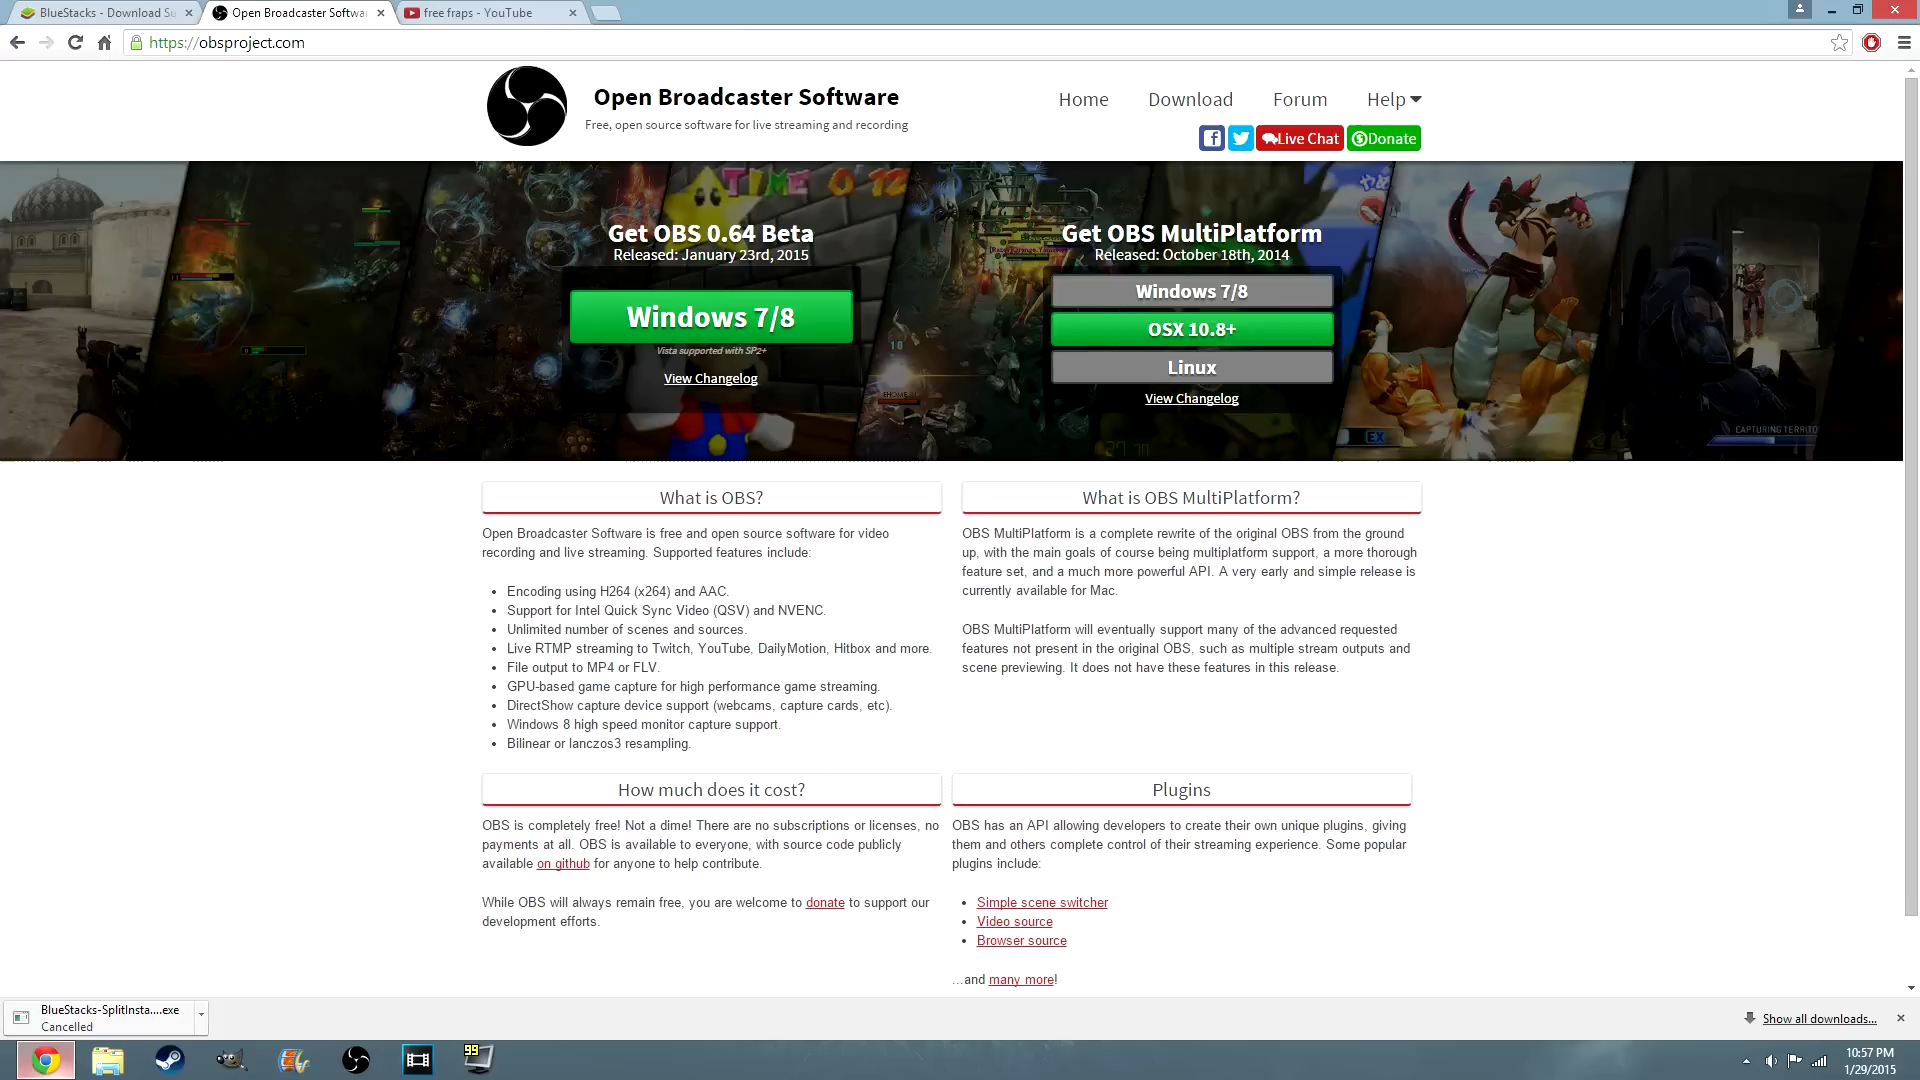 BlueStacks - Download Su
Open Broadcaster Softwa
free fraps - YouTube
https://obsproject.com
Open Broadcaster Software
Free, open source software for live streaming and recording
Home
Download
Forum
Help
Live Chat
Donate
TIME 0 12
Get OBS 0.64 Beta
Released: January 23rd, 2015
Windows 7/8
Vista supported with SP2+
View Changelog
Get OBS MultiPlatform
Released: October 18th, 2014
Windows 7/8
OSX 10.8+
Linux
View Changelog
10
EX
CAPTURING TERRITO
What is OBS?
Open Broadcaster Software is free and open source software for video
recording and live streaming. Supported features include:
• Encoding using H264 (x264) and AAC.
• Support for Intel Quick Sync Video (QSV) and NVENC.
• Unlimited number of scenes and sources.
• Live RTMP streaming to Twitch, YouTube, DailyMotion, Hitbox and more.
• File output to MP4 or FLV.
• GPU-based game capture for high performance game streaming.
• DirectShow capture device support (webcams, capture cards, etc).
• Windows 8 high speed monitor capture support.
• Bilinear or lanczos3 resampling.
What is OBS MultiPlatform?
OBS MultiPlatform is a complete rewrite of the original OBS from the ground
up, with the main goals of course being multiplatform support, a more thorough
feature set, and a much more powerful API. A very early and simple release is
currently available for Mac.
OBS MultiPlatform will eventually support many of the advanced requested
features not present in the original OBS, such as multiple stream outputs and
scene previewing. It does not have these features in this release.
How much does it cost?
OBS is completely free! Not a dime! There are no subscriptions or licenses, no
payments at all. OBS is available to everyone, with source code publicly
available on github for anyone to help contribute.
While OBS will always remain free, you are welcome to donate to support our
development efforts.
Plugins
OBS has an API allowing developers to create their own unique plugins, giving
them and others complete control of their streaming experience. Some popular
plugins include:
• Simple scene switcher
• Video source
• Browser source
...and many more!
BlueStacks-SplitInsta....exe
Cancelled
Show all downloads...
99
10:57 PM
1/29/2015